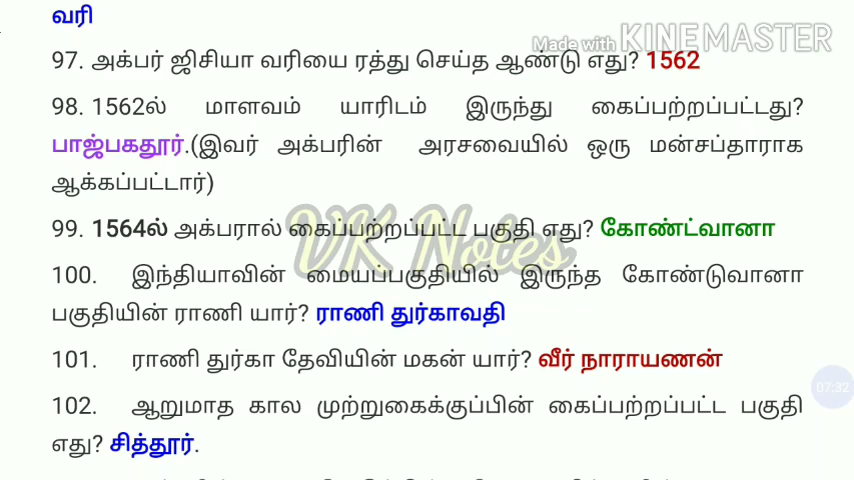 வரி
Made with KINEMASTER
97. அக்பர் ஜிசியா வரியை ரத்து செய்த ஆண்டு எது? 1562
98. 1562ல் மாளவம் யாரிடம் இருந்து கைப்பற்றப்பட்டது?
பாஜ்பகதூர்.(இவர் அக்பரின் அரசவையில் ஒரு மன்சப்தாராக
ஆக்கப்பட்டார்)
99. 1564ல் அக்பரால் கைப்பற்றப்பட்ட பகுதி எது? கோண்ட்வானா
VK Notes
100. இந்தியாவின் மையப்பகுதியில் இருந்த கோண்டுவானா
பகுதியின் ராணி யார்? ராணி துர்காவதி
101. ராணி துர்கா தேவியின் மகன் யார்? வீர் நாராயணன்
07:32
102. ஆறுமாத கால முற்றுகைக்குப்பின் கைப்பற்றப்பட்ட பகுதி
எது? சித்தூர்.